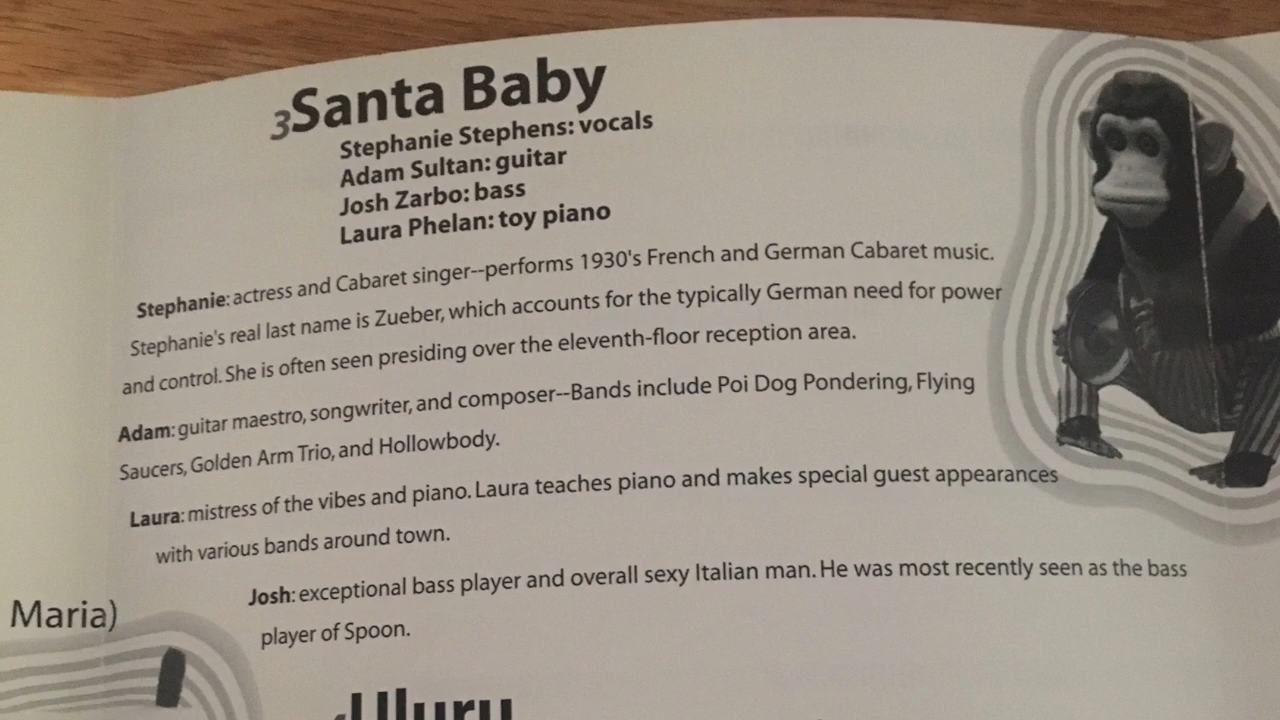 3Santa Baby
Stephanie Stephens: vocals
Adam Sultan: guitar
Josh Zarbo: bass
Laura Phelan: toy piano
Stephanie: actress and Cabaret singer--performs 1930's French and German Cabaret music.
Stephanie's real last name is Zueber, which accounts for the typically German need for power
and control. She is often seen presiding over the eleventh-floor reception area.
Adam: guitar maestro, songwriter, and composer--Bands include Poi Dog Pondering, Flying
Saucers, Golden Arm Trio, and Hollowbody.
Laura: mistress of the vibes and piano. Laura teaches piano and makes special guest appearances
with various bands around town.
Josh: exceptional bass player and overall sexy Italian man. He was most recently seen as the bass
player of Spoon.
Maria)
Uluru